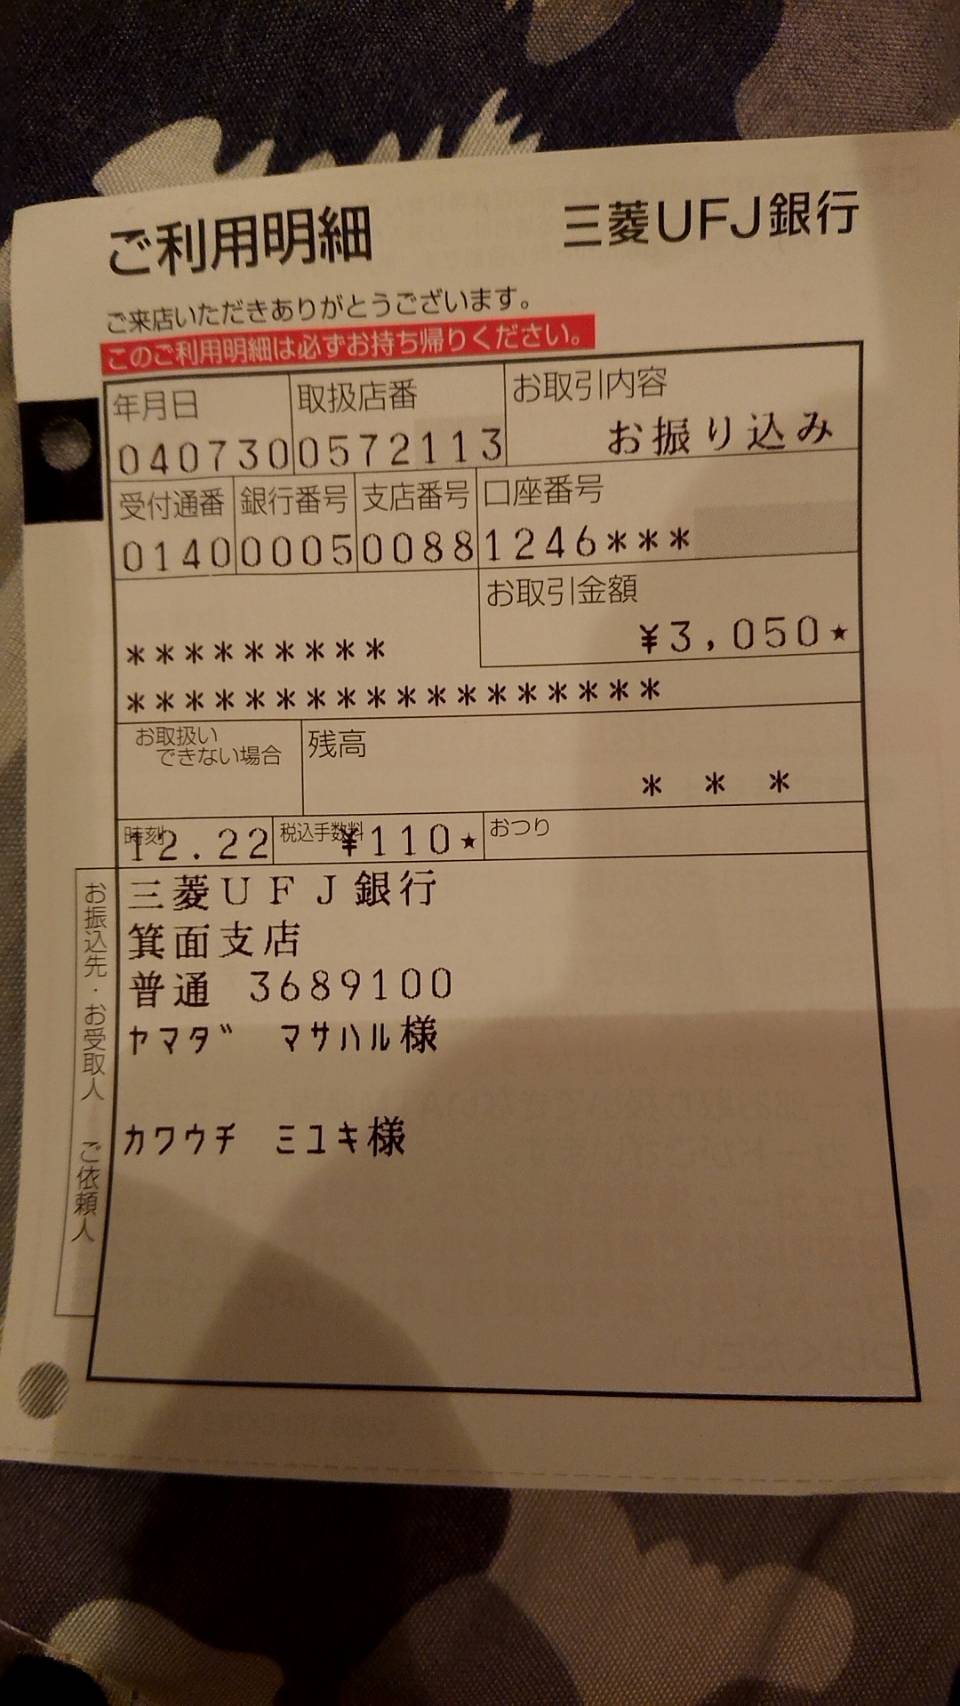 ご利用明細 三菱UFJ銀行
ご来店いただきありがとうございます。
このご利用明細は必ずお持ち帰りください。
年月日 取扱店番 お取引内容
040730 0572113 お振り込み
受付通番 銀行番号 支店番号 口座番号
0140 0005 0088 1246***
お取引金額
¥3,050★
*********
******************
お取扱いできない場合 残高
* * *
時刻 税込手数料 おつり
12.22 ¥110★
お振込先・お受取人 ご依頼人
三菱UFJ銀行
箕面支店
普通 3689100
ヤマダ マサハル様
カワウチ ミユキ様